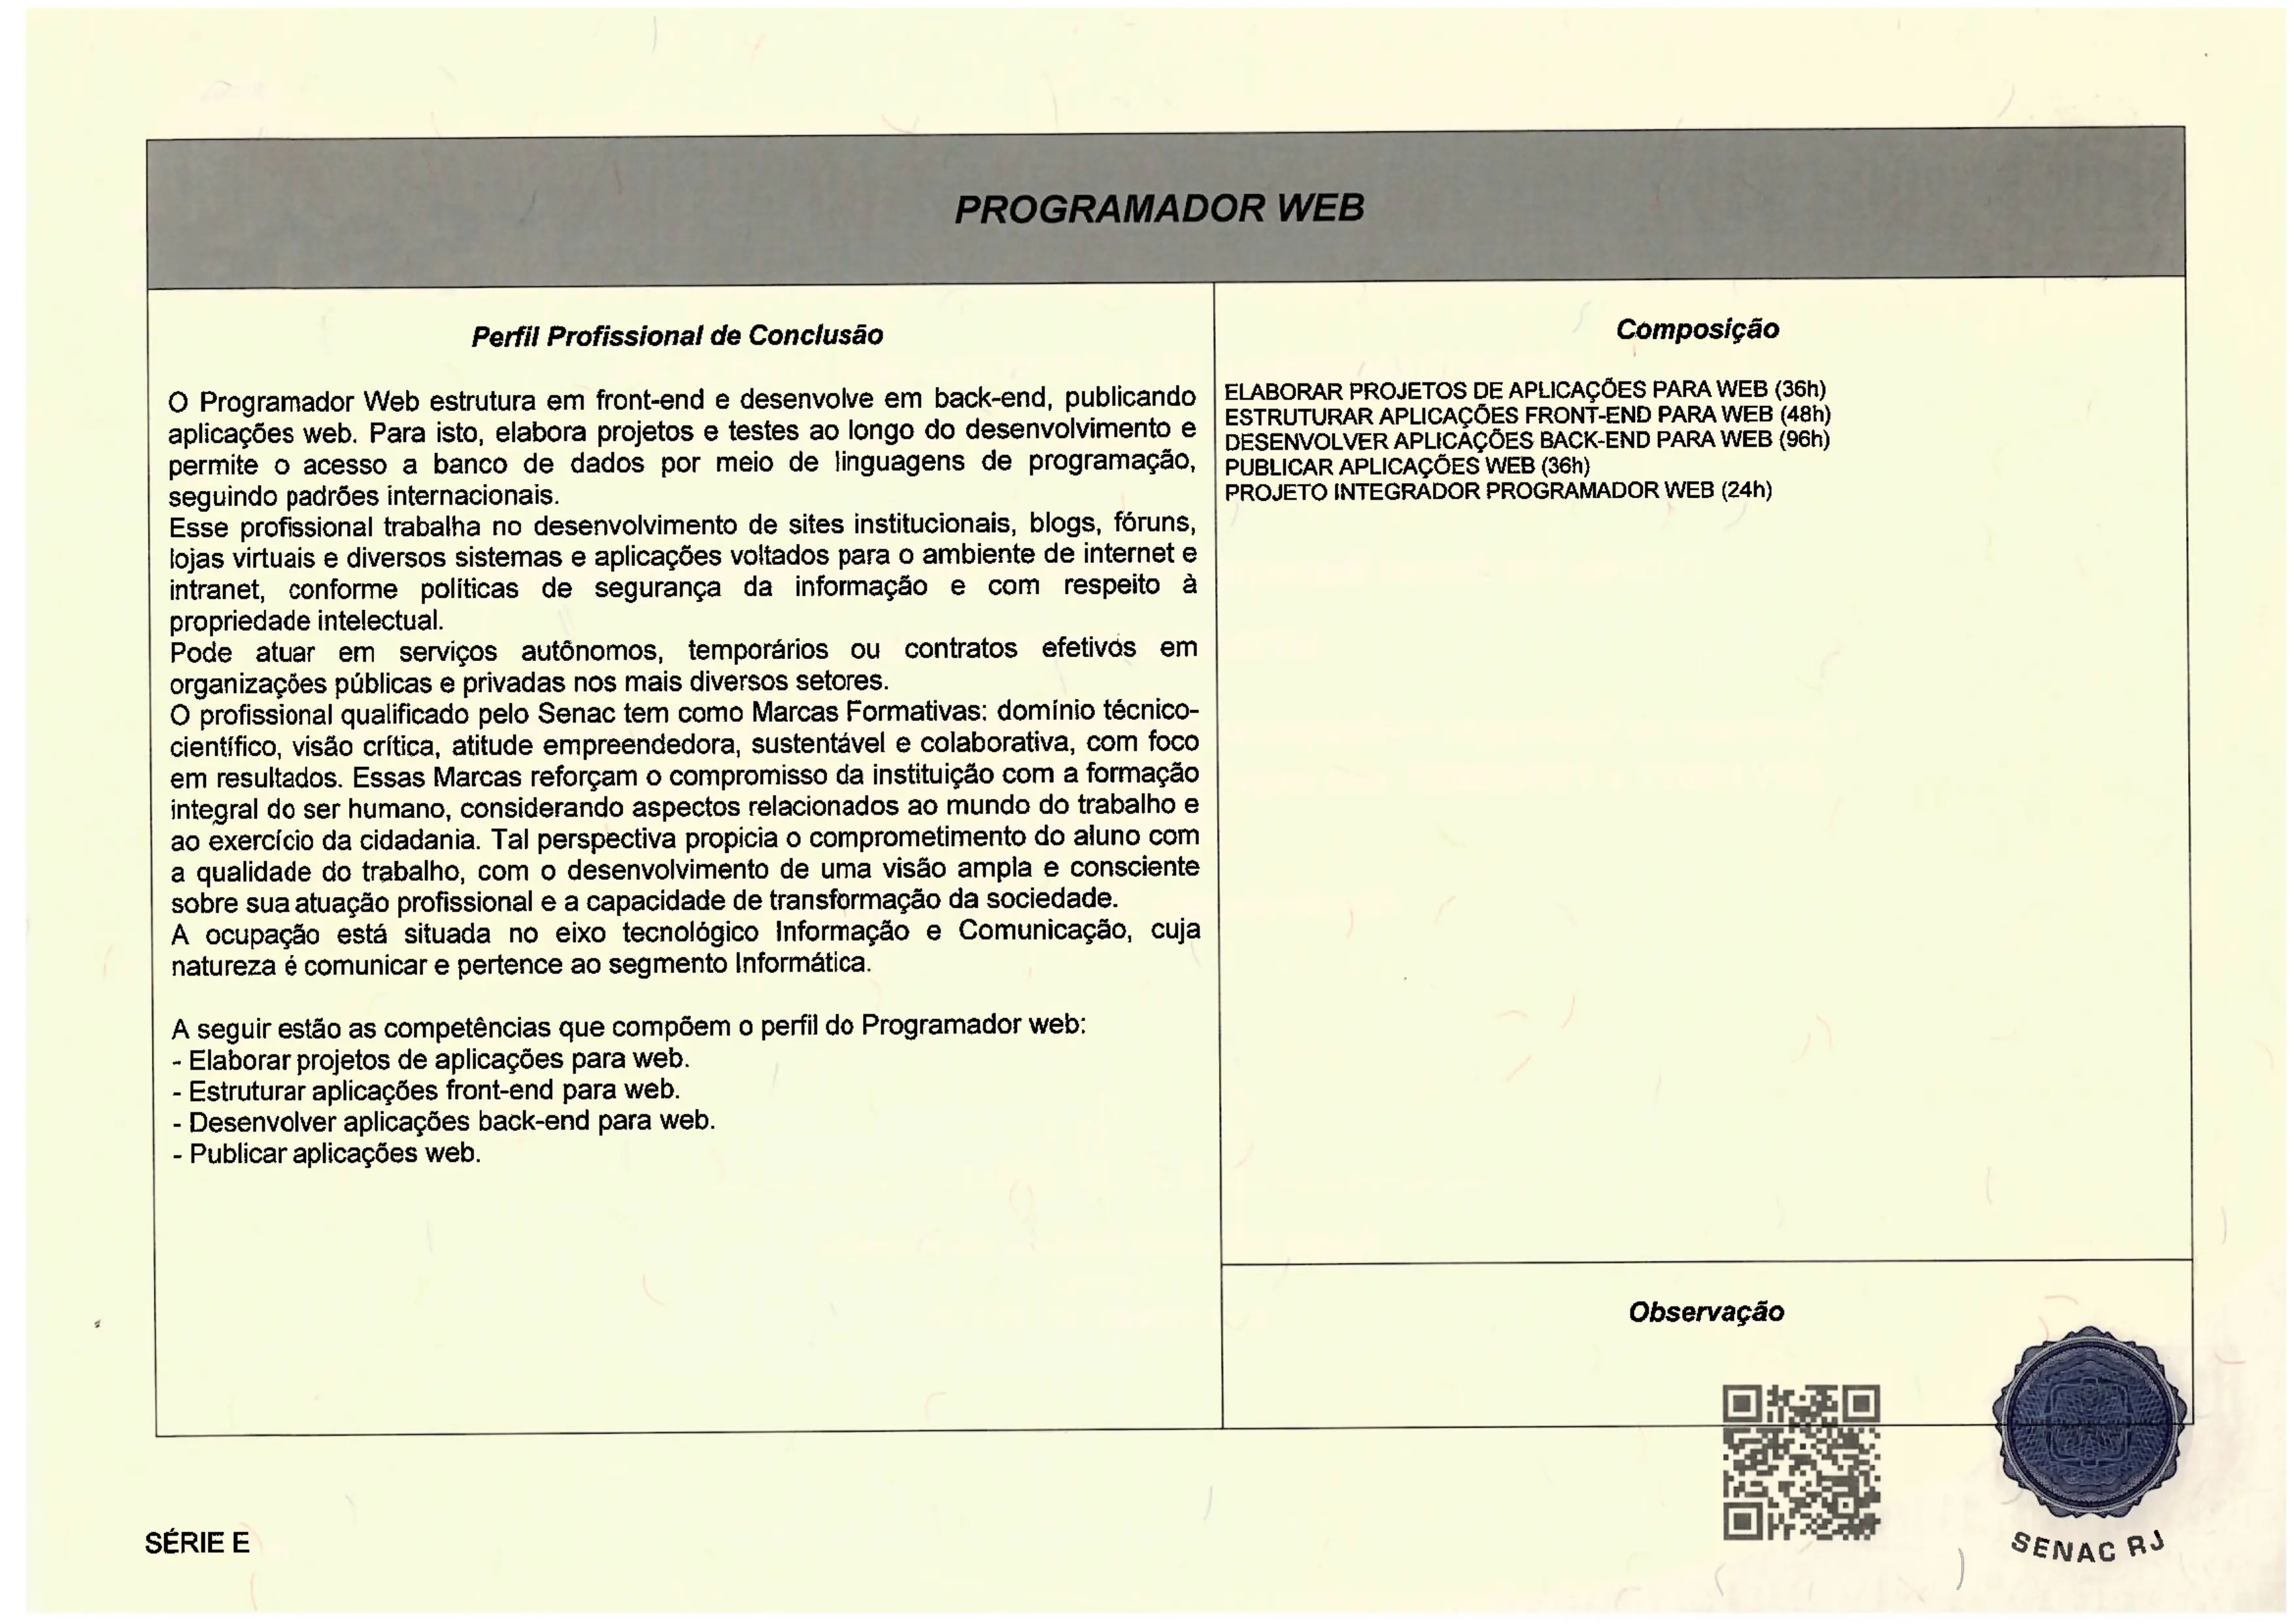 PROGRAMADOR WEB
Perfil Profissional de Conclusão
O Programador Web estrutura em front-end e desenvolve em back-end, publicando
aplicações web. Para isto, elabora projetos e testes ao longo do desenvolvimento e
permite o acesso a banco de dados por meio de linguagens de programação,
seguindo padrões internacionais.
Esse profissional trabalha no desenvolvimento de sites institucionais, blogs, fóruns,
lojas virtuais e diversos sistemas e aplicações voltados para o ambiente de internet e
intranet, conforme políticas de segurança da informação e com respeito à
propriedade intelectual.
Pode atuar em serviços autônomos, temporários ou contratos efetivos em
organizações públicas e privadas nos mais diversos setores.
O profissional qualificado pelo Senac tem como Marcas Formativas: domínio técnico-
científico, visão crítica, atitude empreendedora, sustentável e colaborativa, com foco
em resultados. Essas Marcas reforçam o compromisso da instituição com a formação
integral do ser humano, considerando aspectos relacionados ao mundo do trabalho e
ao exercício da cidadania. Tal perspectiva propicia o comprometimento do aluno com
a qualidade do trabalho, com o desenvolvimento de uma visão ampla e consciente
sobre sua atuação profissional e a capacidade de transformação da sociedade.
A ocupação está situada no eixo tecnológico Informação e Comunicação, cuja
natureza é comunicar e pertence ao segmento Informática.
A seguir estão as competências que compõem o perfil do Programador web:
- Elaborar projetos de aplicações para web.
- Estruturar aplicações front-end para web.
- Desenvolver aplicações back-end para web.
- Publicar aplicações web.
Composição
ELABORAR PROJETOS DE APLICAÇÕES PARA WEB (36h)
ESTRUTURAR APLICAÇÕES FRONT-END PARA WEB (48h)
DESENVOLVER APLICAÇÕES BACK-END PARA WEB (96h)
PUBLICAR APLICAÇÕES WEB (36h)
PROJETO INTEGRADOR PROGRAMADOR WEB (24h)
Observação
SÉRIE E
SENAC RJ